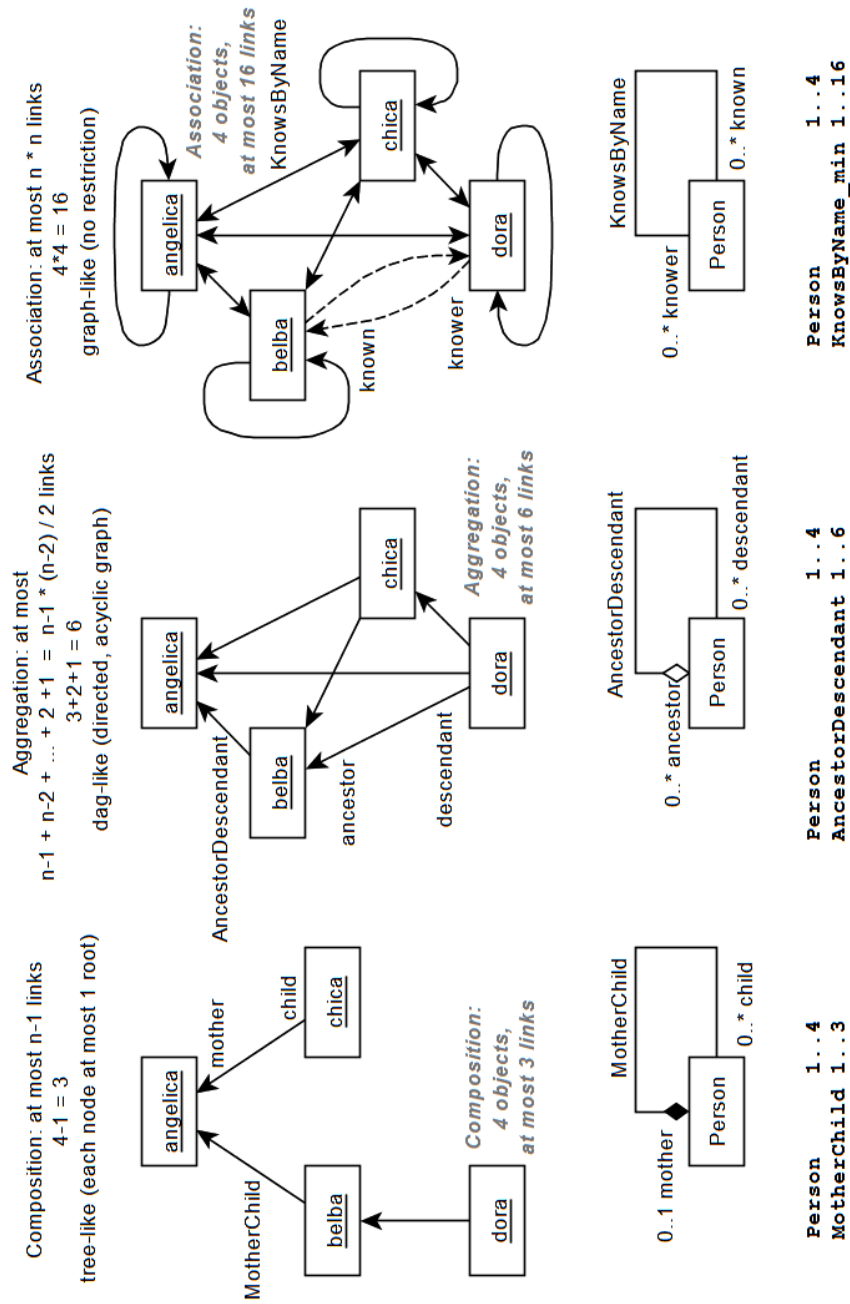 Composition: at most n-1 links
4-1 = 3
tree-like (each node at most 1 root)
angelica
mother
MotherChild
child
belba
chica
dora
Composition:
4 objects,
at most 3 links
MotherChild
0..1 mother
Person
0..* child
Person 1..4
MotherChild 1..3
Aggregation: at most
n-1 + n-2 + ... + 2 +1 = n-1 * (n-2) / 2 links
3+2+1 = 6
dag-like (directed, acyclic graph)
angelica
AncestorDescendant
belba
chica
ancestor
descendant
dora
Aggregation:
4 objects,
at most 6 links
AncestorDescendant
0..* ancestor
Person
0..* descendant
Person 1..4
AncestorDescendant 1..6
Association: at most n * n links
4*4 = 16
graph-like (no restriction)
angelica
Association:
4 objects,
at most 16 links
KnowsByName
belba
chica
known
knower
dora
KnowsByName
0..* knower
Person
0..* known
Person 1..4
KnowsByName_min 1..16